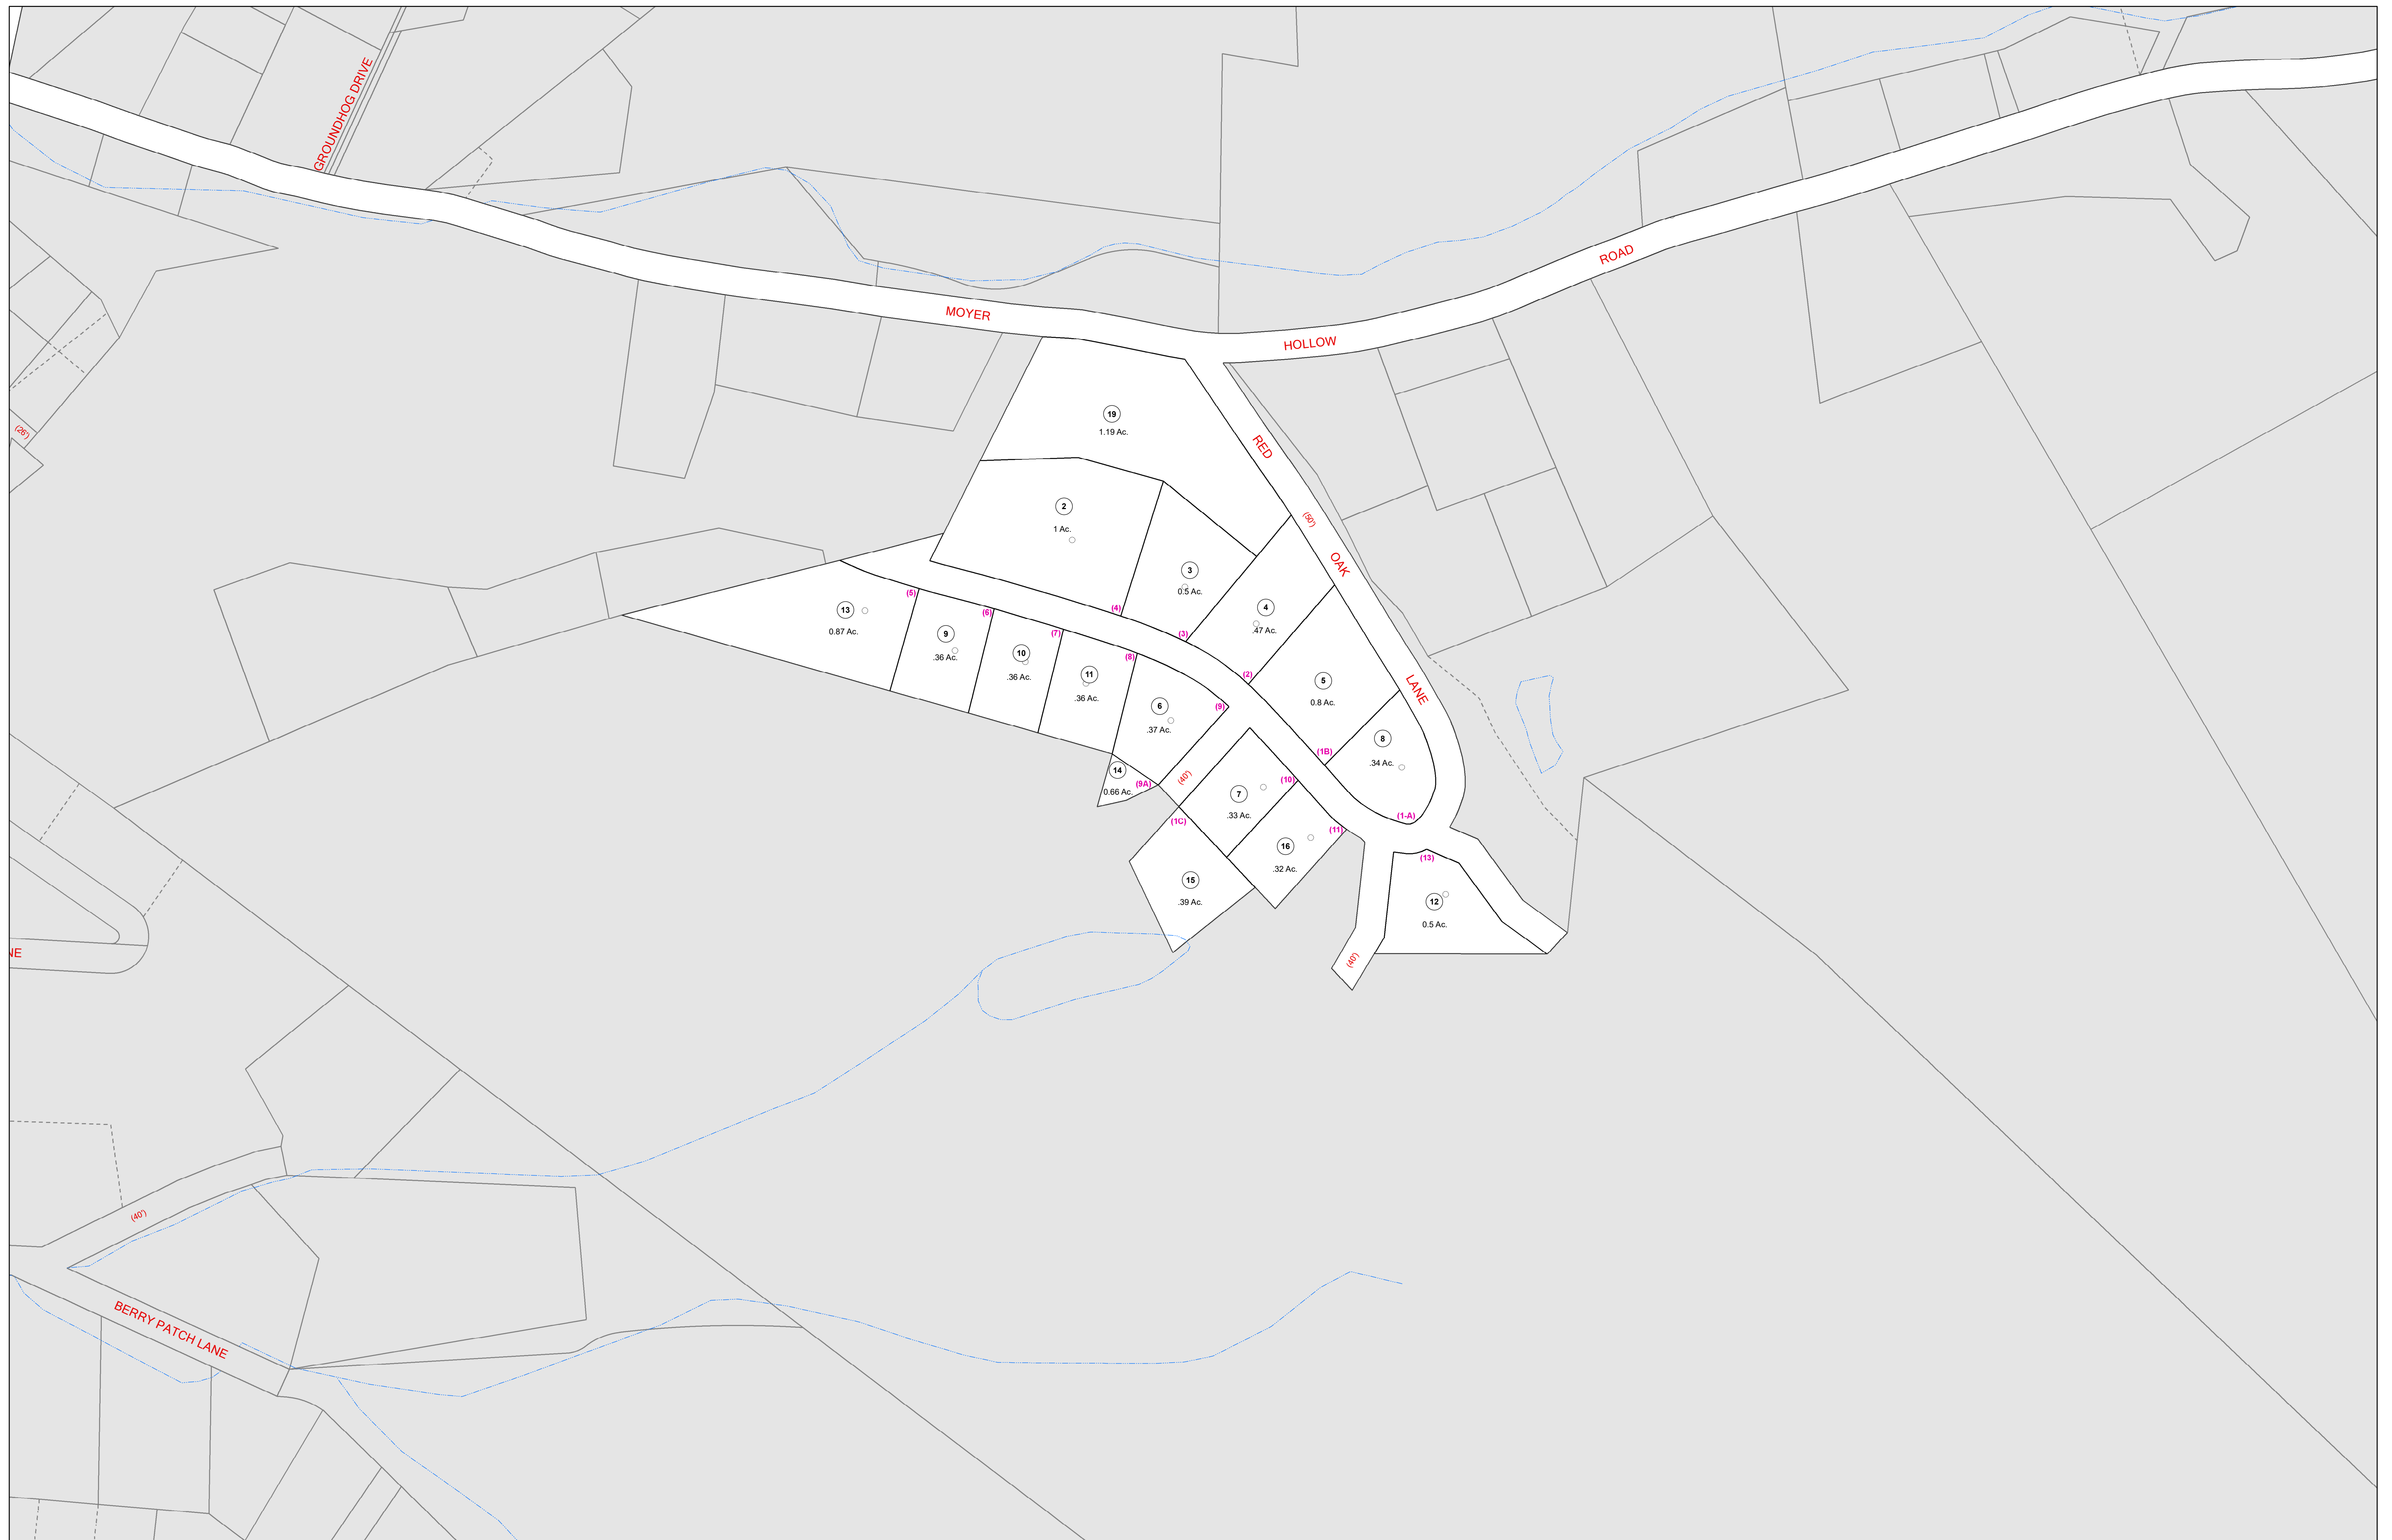 GROUNDHOG DRIVE
MOYER
HOLLOW
ROAD
(26')
19
1.19 Ac.
RED
(50')
OAK
LANE
2
1 Ac.
3
0.5 Ac.
(4)
(3)
4
.47 Ac.
(2)
13
0.87 Ac.
(5)
9
.36 Ac.
(6)
10
.36 Ac.
(7)
11
.36 Ac.
(8)
6
.37 Ac.
(9)
5
0.8 Ac.
(1B)
8
.34 Ac.
(1-A)
14
0.66 Ac.
(9A)
(40')
7
.33 Ac.
(10)
(1C)
16
.32 Ac.
(11)
15
.39 Ac.
(13)
12
0.5 Ac.
(40')
NE
(40')
BERRY PATCH LANE